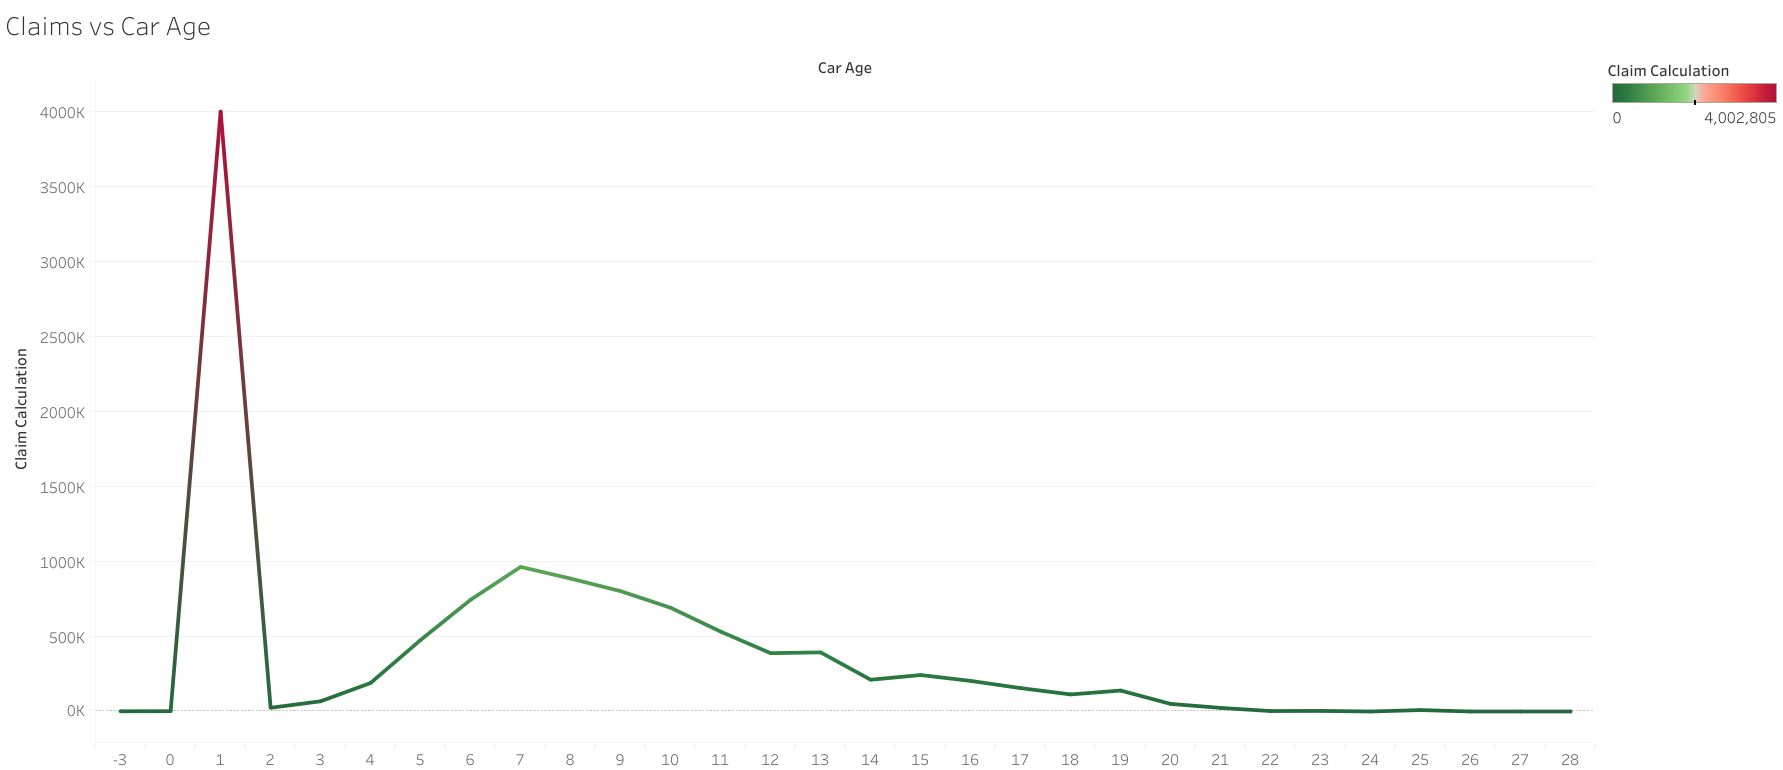 Claims vs Car Age
Car Age
Claim Calculation
0 4,002,805
Claim Calculation
4000K
3500K
3000K
2500K
2000K
1500K
1000K
500K
0K
-3 0 1 2 3 4 5 6 7 8 9 10 11 12 13 14 15 16 17 18 19 20 21 22 23 24 25 26 27 28